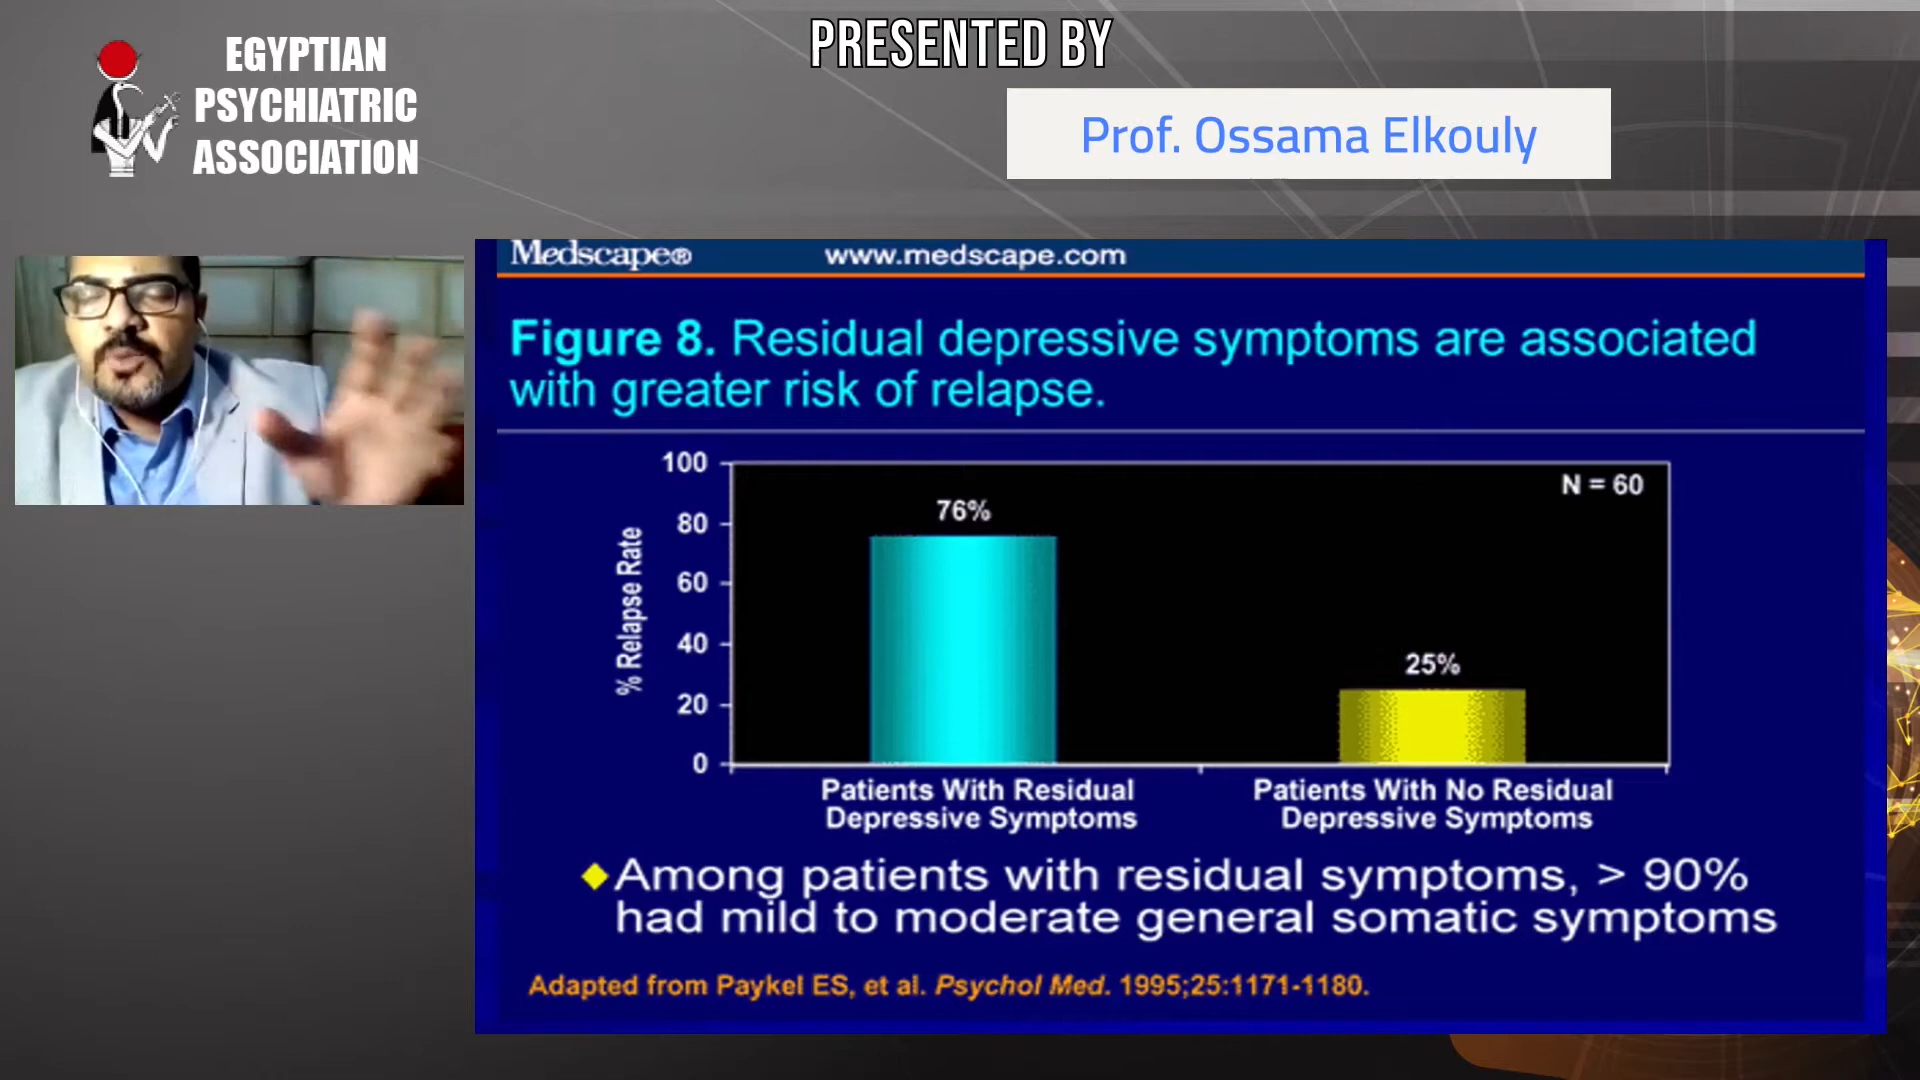 PRESENTED BY
EGYPTIAN
PSYCHIATRIC
ASSOCIATION
Prof. Ossama Elkouly
Medscape® www.medscape.com
Figure 8. Residual depressive symptoms are associated
with greater risk of relapse.
100
80
60
40
20
0
% Relapse Rate
N = 60
76%
25%
Patients With Residual
Depressive Symptoms
Patients With No Residual
Depressive Symptoms
Among patients with residual symptoms, > 90%
had mild to moderate general somatic symptoms
Adapted from Paykel ES, et al. Psychol Med. 1995;25:1171-1180.